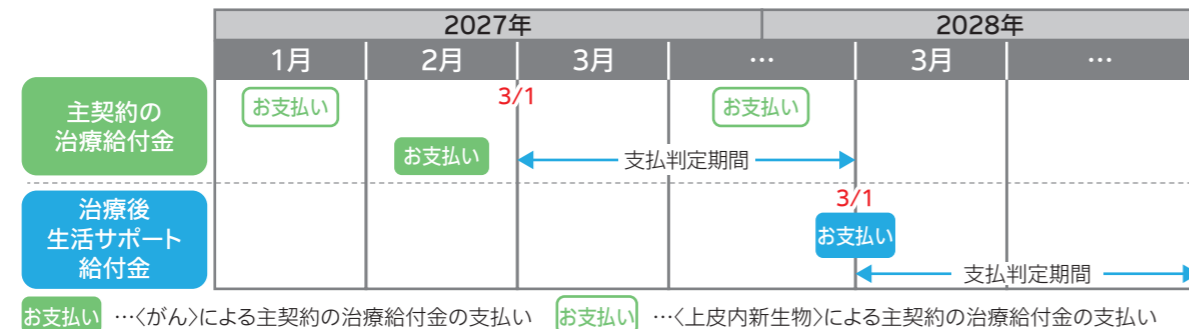 2027年 2028年
1月 2月 3月 … 3月 …
主契約の
治療給付金
お支払い 3/1 お支払い
お支払い 支払判定期間
治療後
生活サポート
給付金
3/1
お支払い
支払判定期間
お支払い …〈がん〉による主契約の治療給付金の支払い お支払い …〈上皮内新生物〉による主契約の治療給付金の支払い